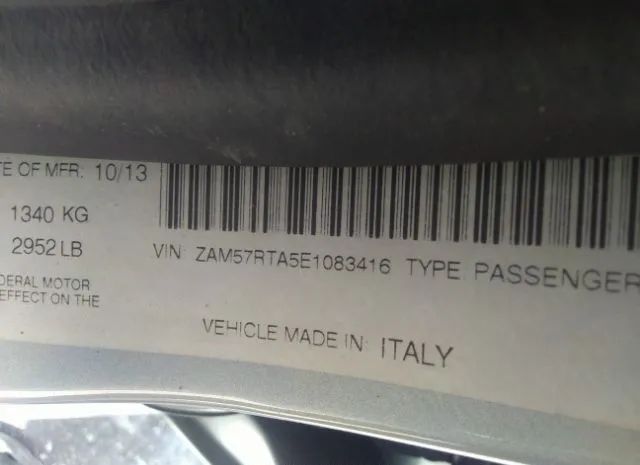 TE OF MFR: 10/13
1340 KG
2952 LB
VIN: ZAM57RTA5E1083416 TYPE: PASSENGER
DERAL MOTOR
EFFECT ON THE
VEHICLE MADE IN: ITALY